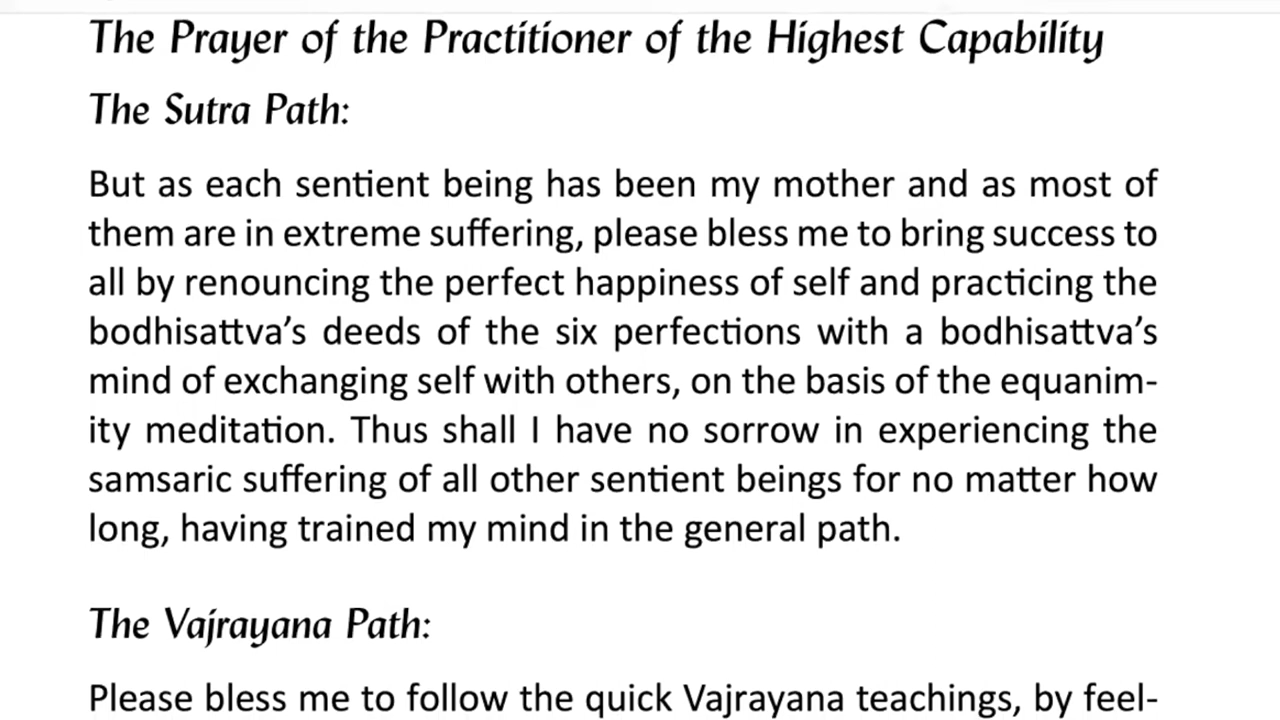 The Prayer of the Practitioner of the Highest Capability
The Sutra Path:
But as each sentient being has been my mother and as most of
them are in extreme suffering, please bless me to bring success to
all by renouncing the perfect happiness of self and practicing the
bodhisattva’s deeds of the six perfections with a bodhisattva’s
mind of exchanging self with others, on the basis of the equanim-
ity meditation. Thus shall I have no sorrow in experiencing the
samsaric suffering of all other sentient beings for no matter how
long, having trained my mind in the general path.
The Vajrayana Path:
Please bless me to follow the quick Vajrayana teachings, by feel-